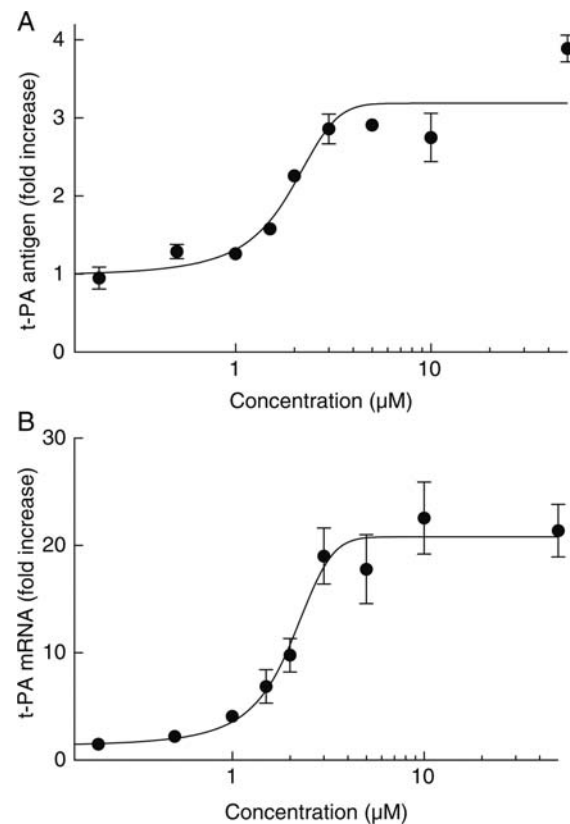 A
t-PA antigen (fold increase)
4
3
2
1
0
1
10
Concentration (µM)
B
t-PA mRNA (fold increase)
30
20
10
0
1
10
Concentration (µM)